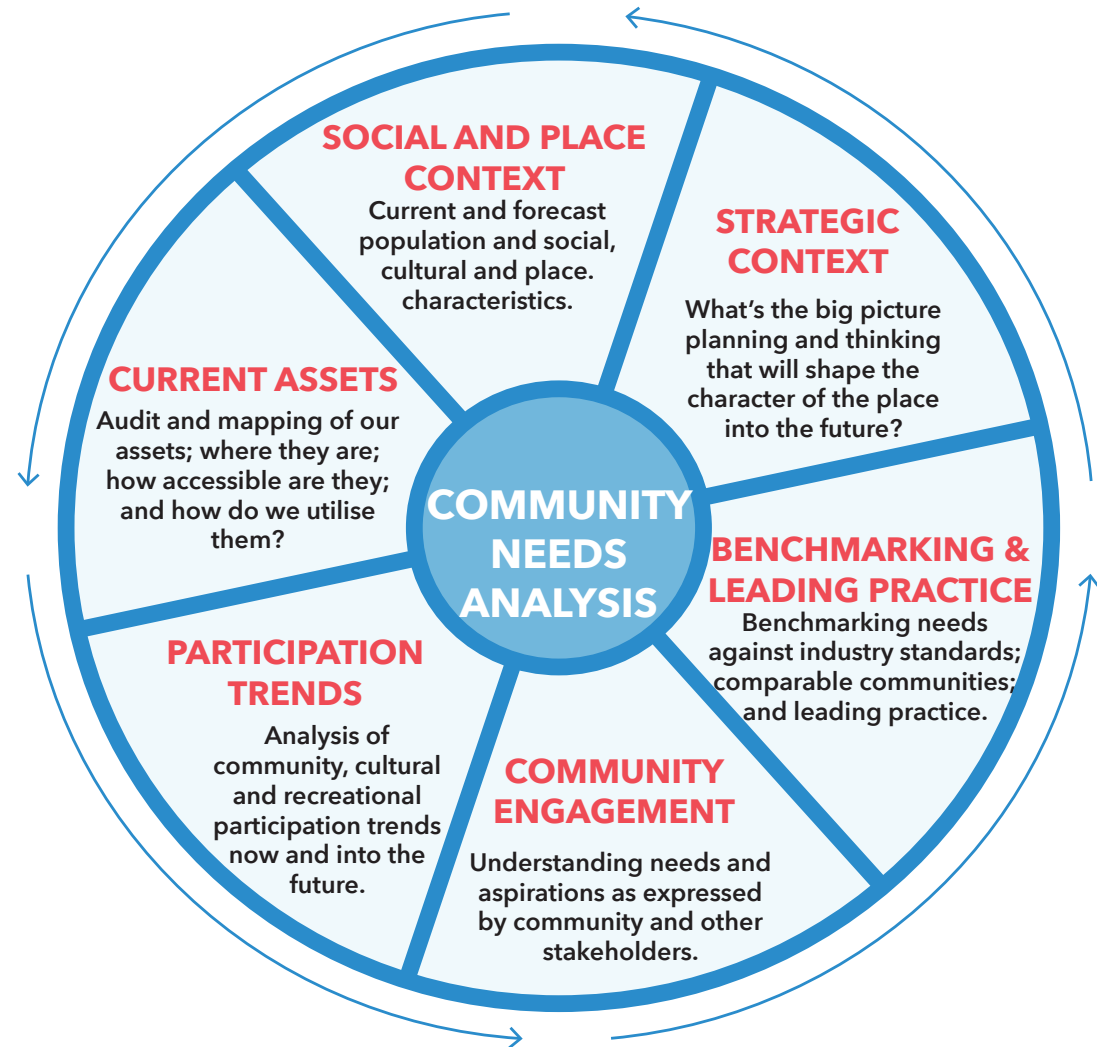 SOCIAL AND PLACE
CONTEXT
Current and forecast
population and social,
cultural and place.
characteristics.
STRATEGIC
CONTEXT
What's the big picture
planning and thinking
that will shape the
character of the place
into the future?
CURRENT ASSETS
Audit and mapping of our
assets; where they are;
how accessible are they;
and how do we utilise
them?
COMMUNITY
NEEDS
ANALYSIS
BENCHMARKING &
LEADING PRACTICE
Benchmarking needs
against industry standards;
comparable communities;
and leading practice.
PARTICIPATION
TRENDS
Analysis of
community, cultural
and recreational
participation trends
now and into the
future.
COMMUNITY
ENGAGEMENT
Understanding needs and
aspirations as expressed
by community and other
stakeholders.